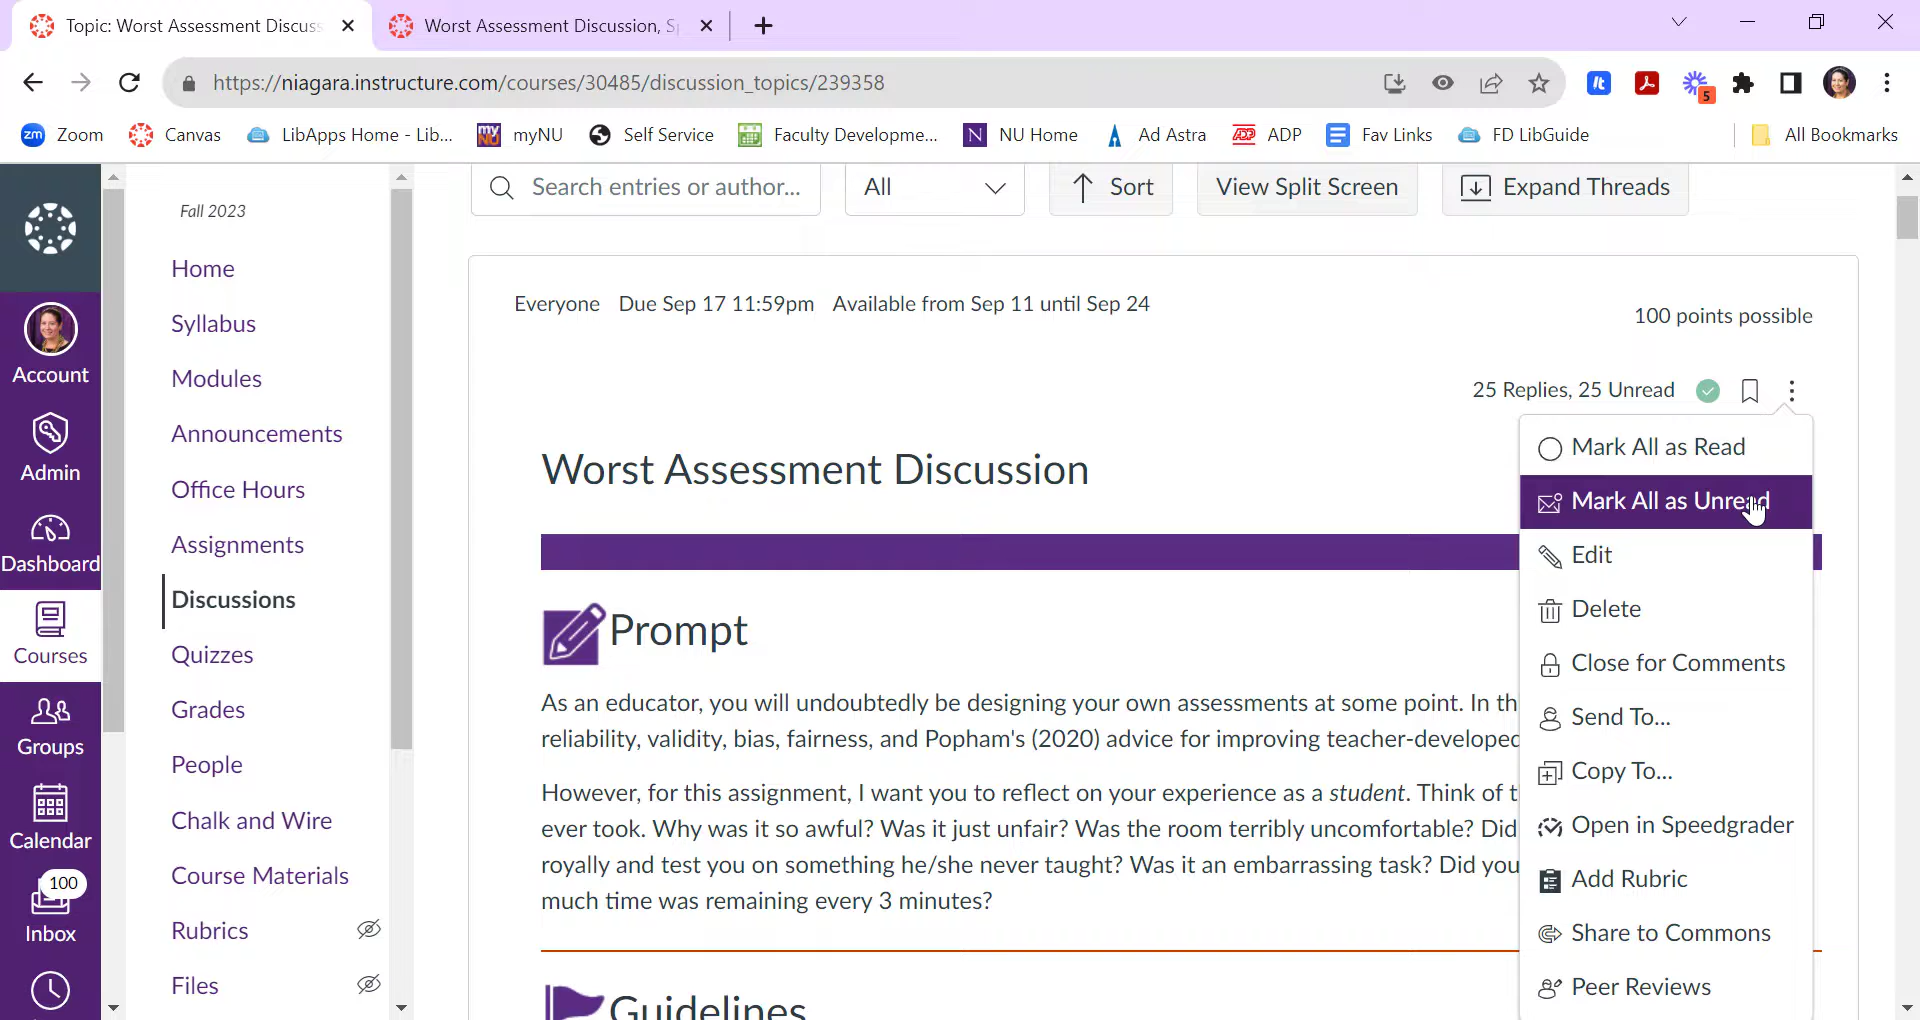 Topic: Worst Assessment Discuss
Worst Assessment Discussion, S
https://niagara.instructure.com/courses/30485/discussion_topics/239358
5
zm Zoom
Canvas
LibApps Home - Lib...
my NU myNU
Self Service
Faculty Developme...
N NU Home
Ad Astra
ADP ADP
Fav Links
FD LibGuide
All Bookmarks
Account
Admin
Dashboard
Courses
Groups
Calendar
100
Inbox
Fall 2023
Home
Syllabus
Modules
Announcements
Office Hours
Assignments
Discussions
Quizzes
Grades
People
Chalk and Wire
Course Materials
Rubrics
Files
Search entries or author...
All
Sort
View Split Screen
Expand Threads
Everyone Due Sep 17 11:59pm Available from Sep 11 until Sep 24
100 points possible
25 Replies, 25 Unread
Worst Assessment Discussion
Prompt
As an educator, you will undoubtedly be designing your own assessments at some point. In th
reliability, validity, bias, fairness, and Popham's (2020) advice for improving teacher-developed
However, for this assignment, I want you to reflect on your experience as a student. Think of t
ever took. Why was it so awful? Was it just unfair? Was the room terribly uncomfortable? Did
royally and test you on something he/she never taught? Was it an embarrassing task? Did you
much time was remaining every 3 minutes?
Guidelines
Mark All as Read
Mark All as Unread
Edit
Delete
Close for Comments
Send To...
Copy To...
Open in Speedgrader
Add Rubric
Share to Commons
Peer Reviews